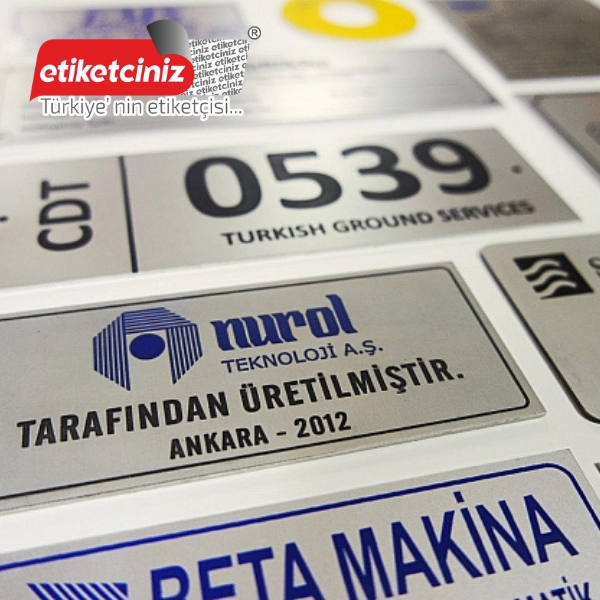 etiketciniz
®
Türkiye' nin etiketçisi...
CDT
0539
TURKISH GROUND SERVICES
nurol
TEKNOLOJİ A.Ş.
TARAFINDAN ÜRETİLMİŞTİR.
ANKARA - 2012
BETA MAKİNA